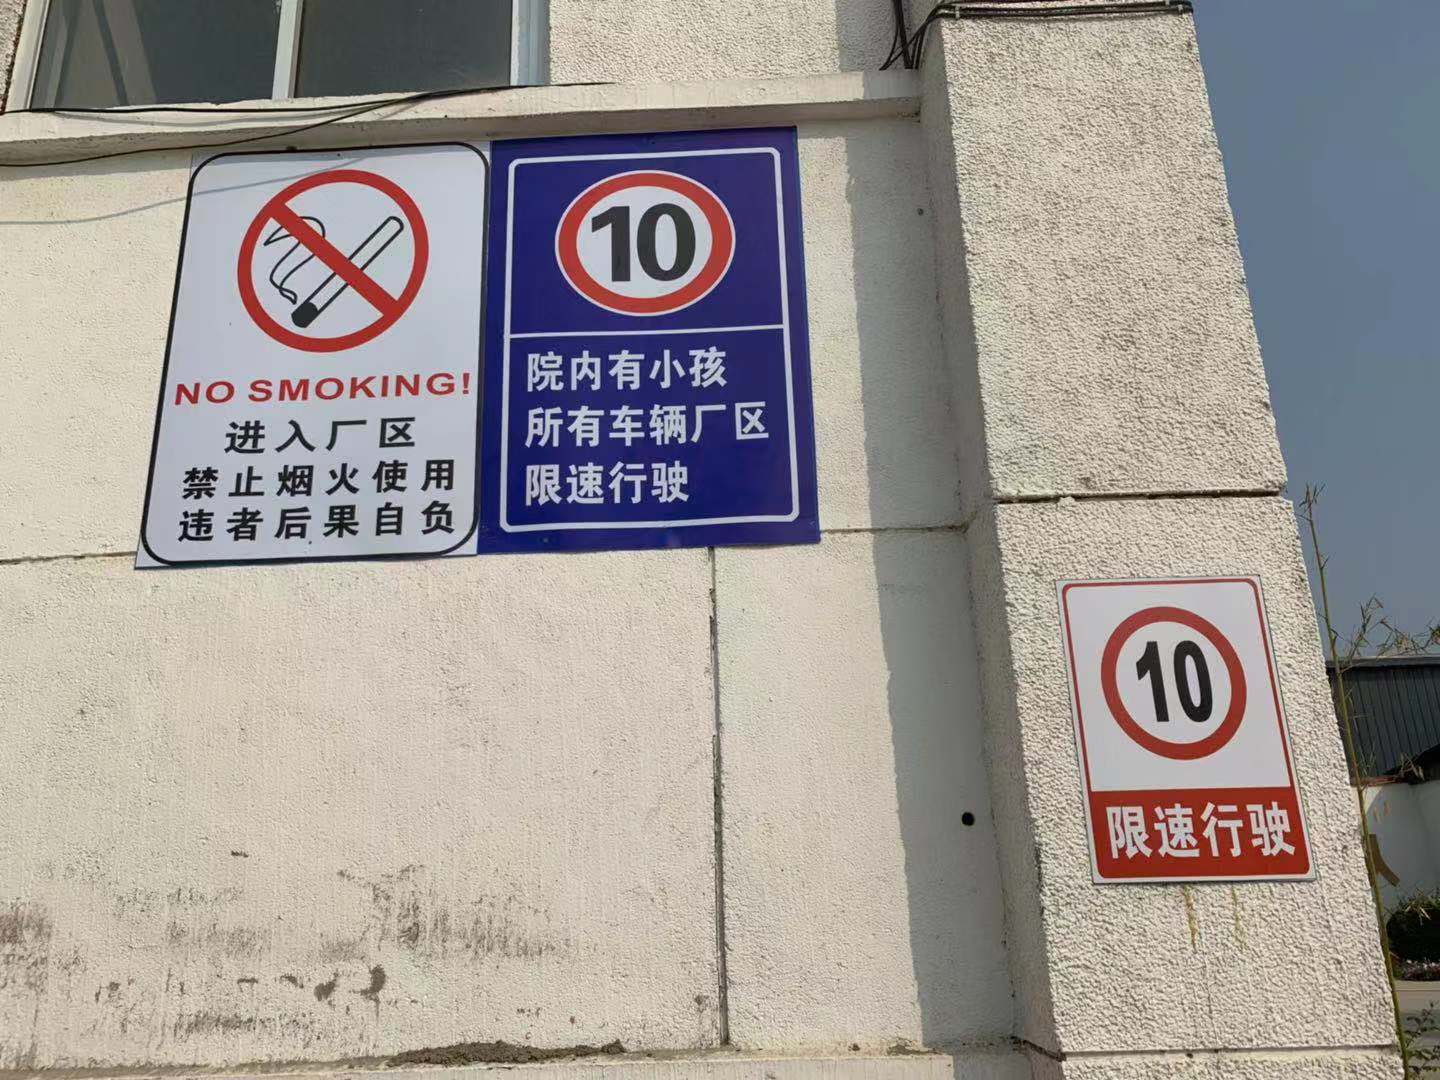 NO SMOKING!
进入厂区
禁止烟火使用
违者后果自负
10
院内有小孩
所有车辆厂区
限速行驶
10
限速行驶